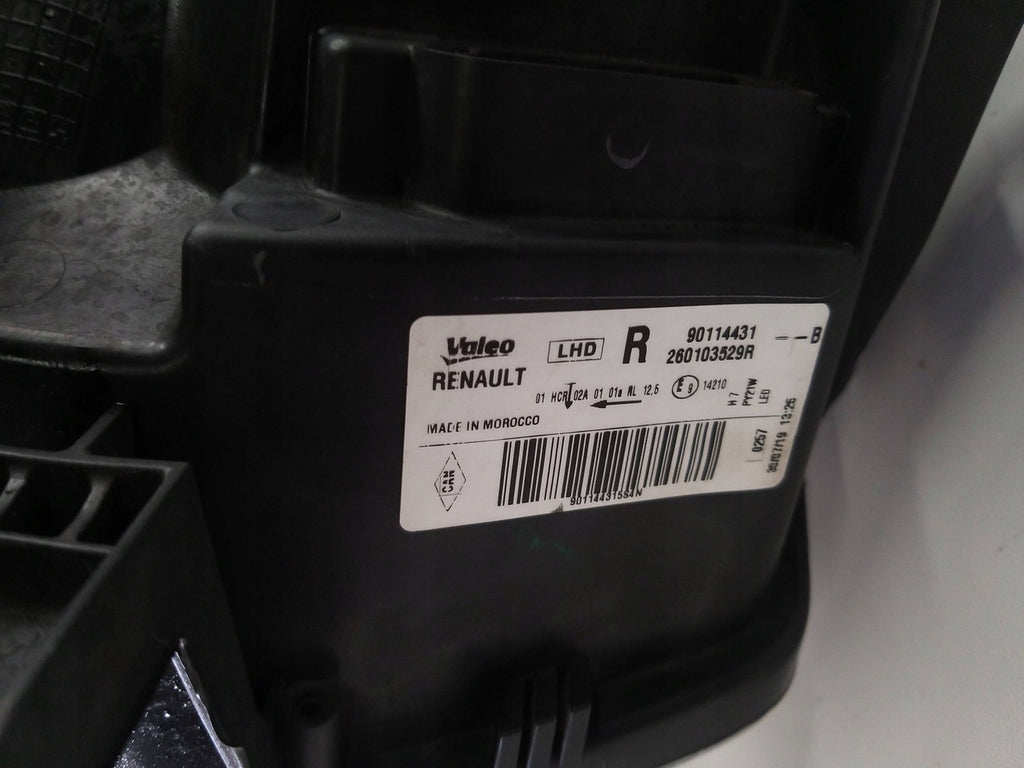 Valeo LHD R 90114431 --B
RENAULT 260103529R
01 HCR 02A 01 01a RL 12,5 E9 14210
H7
PY21W
LED
MADE IN MOROCCO
0257
30/07/19 13:26
90114431584N